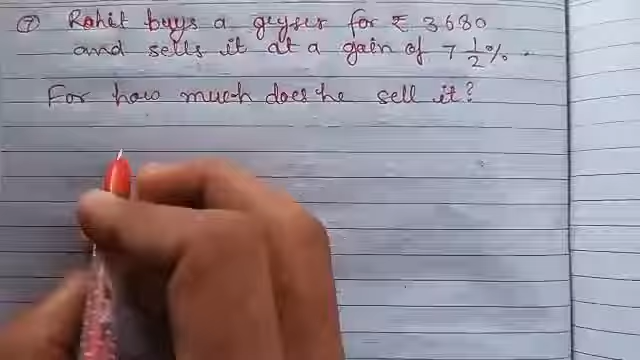 ⑦ Rohit buys a geyser for ₹ 3680
and sells it at a gain of 7 1/2 % .
For how much does he sell it?